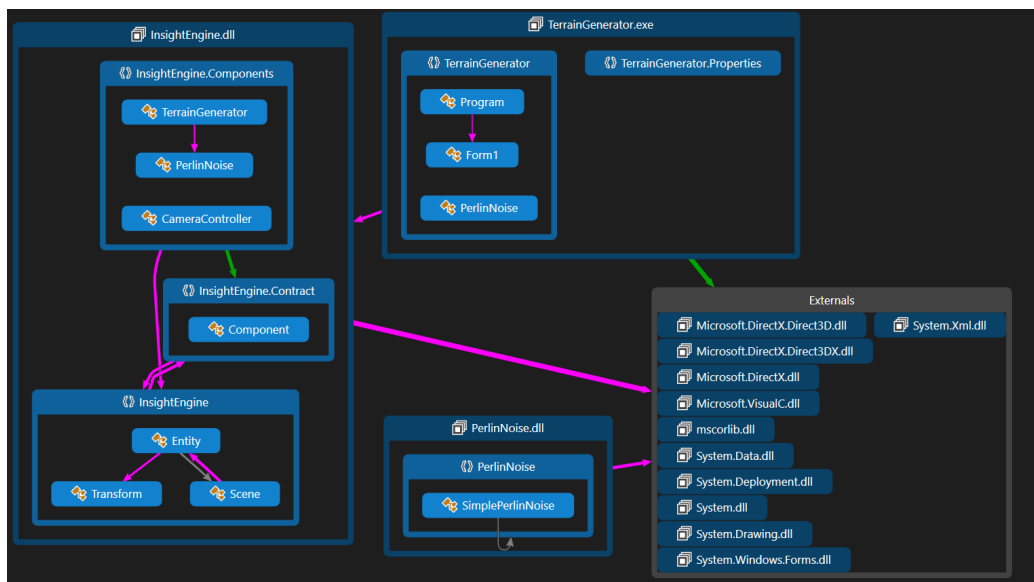 InsightEngine.dll
InsightEngine.Components
TerrainGenerator
PerlinNoise
CameraController
InsightEngine.Contract
Component
InsightEngine
Entity
Transform
Scene
TerrainGenerator.exe
TerrainGenerator
Program
Form1
PerlinNoise
TerrainGenerator.Properties
PerlinNoise.dll
PerlinNoise
SimplePerlinNoise
Externals
Microsoft.DirectX.Direct3D.dll
System.Xml.dll
Microsoft.DirectX.Direct3DX.dll
Microsoft.DirectX.dll
Microsoft.VisualC.dll
mscorlib.dll
System.Data.dll
System.Deployment.dll
System.dll
System.Drawing.dll
System.Windows.Forms.dll